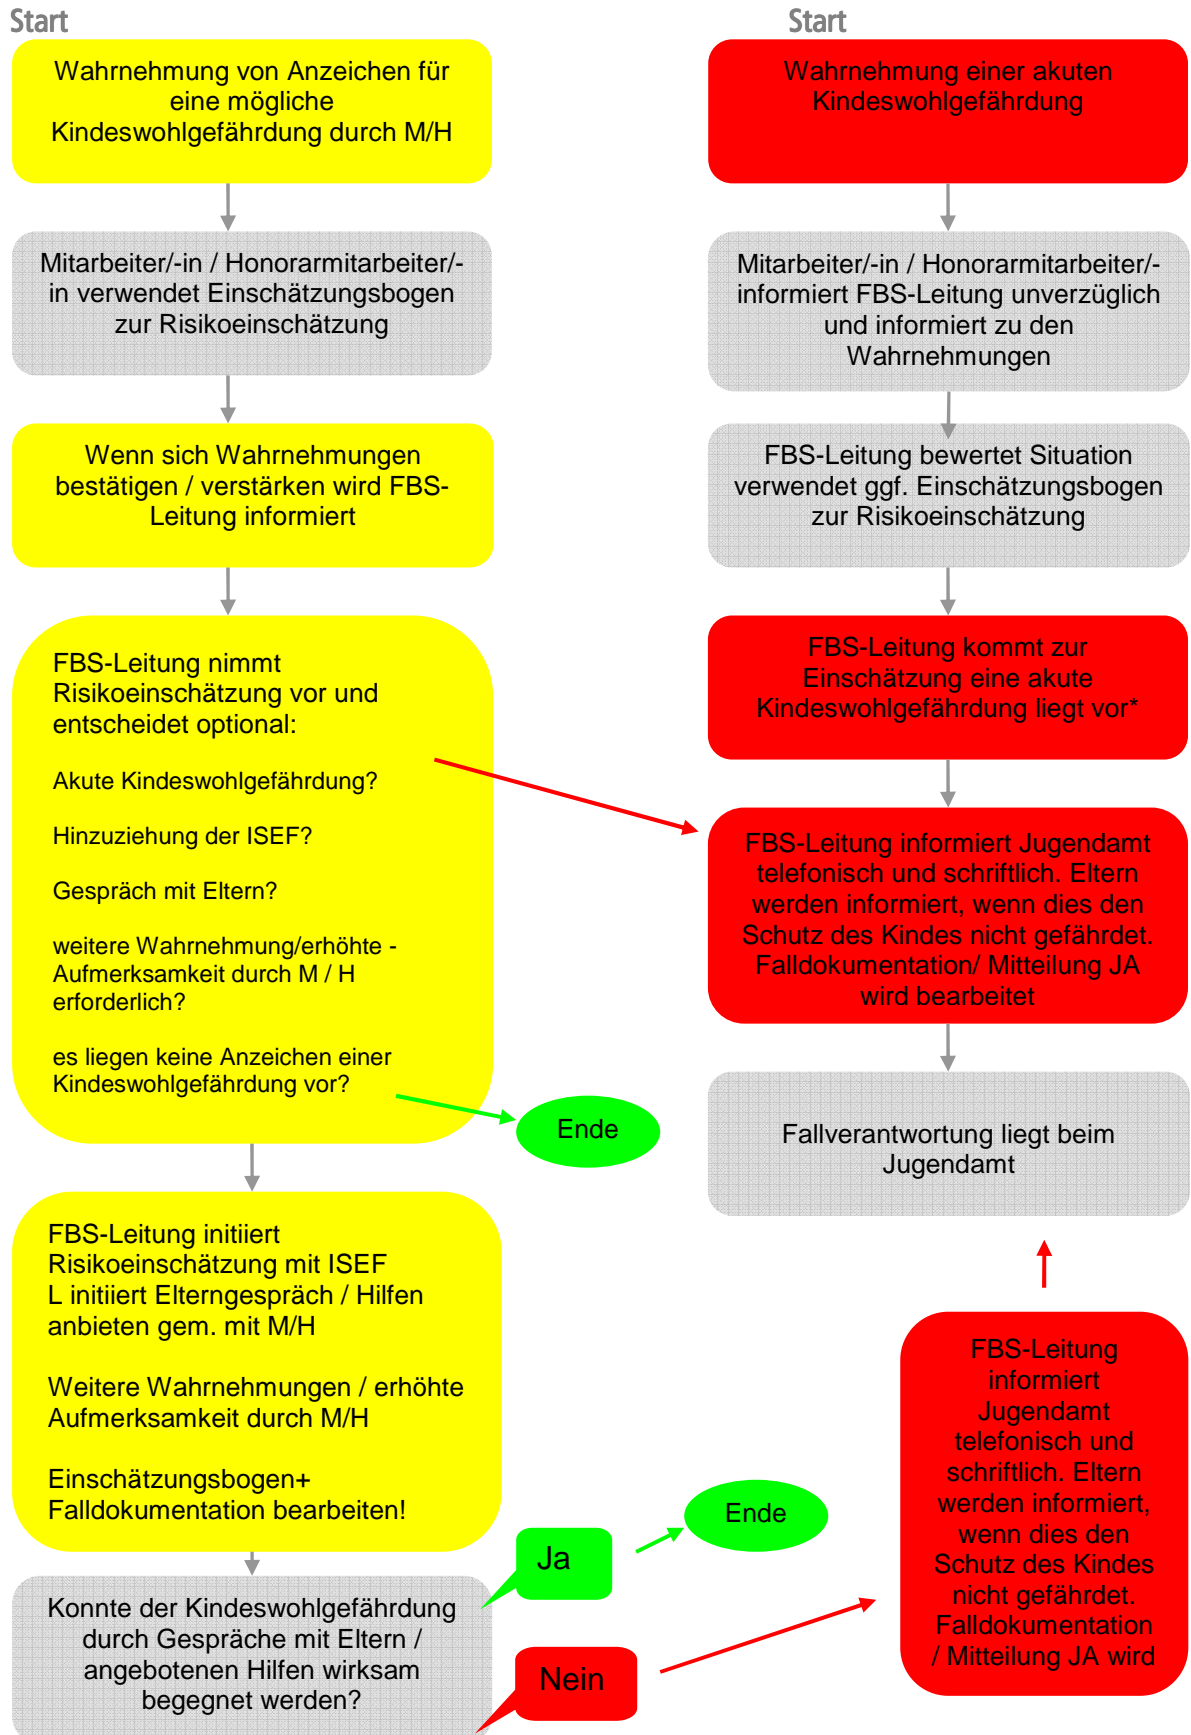 Start
Wahrnehmung von Anzeichen für
eine mögliche
Kindeswohlgefährdung durch M/H
Mitarbeiter/-in / Honorarmitarbeiter/-
in verwendet Einschätzungsbogen
zur Risikoeinschätzung
Wenn sich Wahrnehmungen
bestätigen / verstärken wird FBS-
Leitung informiert
FBS-Leitung nimmt
Risikoeinschätzung vor und
entscheidet optional:
Akute Kindeswohlgefährdung?
Hinzuziehung der ISEF?
Gespräch mit Eltern?
weitere Wahrnehmung/erhöhte -
Aufmerksamkeit durch M / H
erforderlich?
es liegen keine Anzeichen einer
Kindeswohlgefährdung vor?
Ende
FBS-Leitung initiiert
Risikoeinschätzung mit ISEF
L initiiert Elterngespräch / Hilfen
anbieten gem. mit M/H
Weitere Wahrnehmungen / erhöhte
Aufmerksamkeit durch M/H
Einschätzungsbogen+
Falldokumentation bearbeiten!
Konnte der Kindeswohlgefährdung
durch Gespräche mit Eltern /
angebotenen Hilfen wirksam
begegnet werden?
Ja
Ende
Nein
Start
Wahrnehmung einer akuten
Kindeswohlgefährdung
Mitarbeiter/-in / Honorarmitarbeiter/-
informiert FBS-Leitung unverzüglich
und informiert zu den
Wahrnehmungen
FBS-Leitung bewertet Situation
verwendet ggf. Einschätzungsbogen
zur Risikoeinschätzung
FBS-Leitung kommt zur
Einschätzung eine akute
Kindeswohlgefährdung liegt vor*
FBS-Leitung informiert Jugendamt
telefonisch und schriftlich. Eltern
werden informiert, wenn dies den
Schutz des Kindes nicht gefährdet.
Falldokumentation/ Mitteilung JA
wird bearbeitet
Fallverantwortung liegt beim
Jugendamt
FBS-Leitung
informiert
Jugendamt
telefonisch und
schriftlich. Eltern
werden informiert,
wenn dies den
Schutz des Kindes
nicht gefährdet.
Falldokumentation
/ Mitteilung JA wird